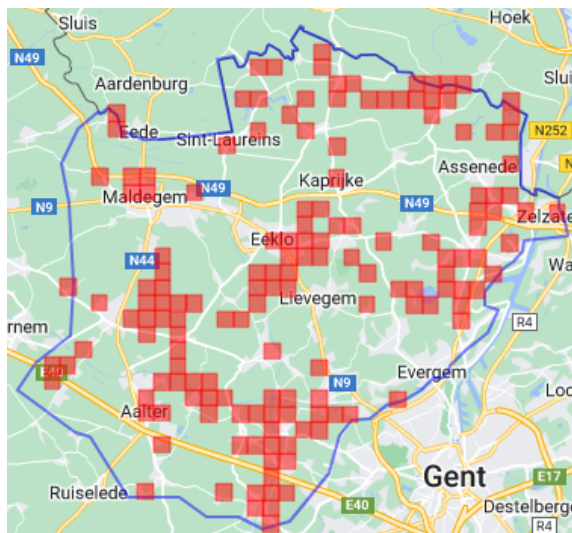 Sluis
Hoek
N49
Aardenburg
Sluis
Eede
Sint-Laureins
N252
Assenede
Kaprijke
N49
Maldegem
N9
N49
Zelzate
Eeklo
N44
Wa
Lievegem
R4
rnem
E40
N9
Evergem
R4
Loc
Aalter
Gent
E17
Ruiselede
E40
Destelberge